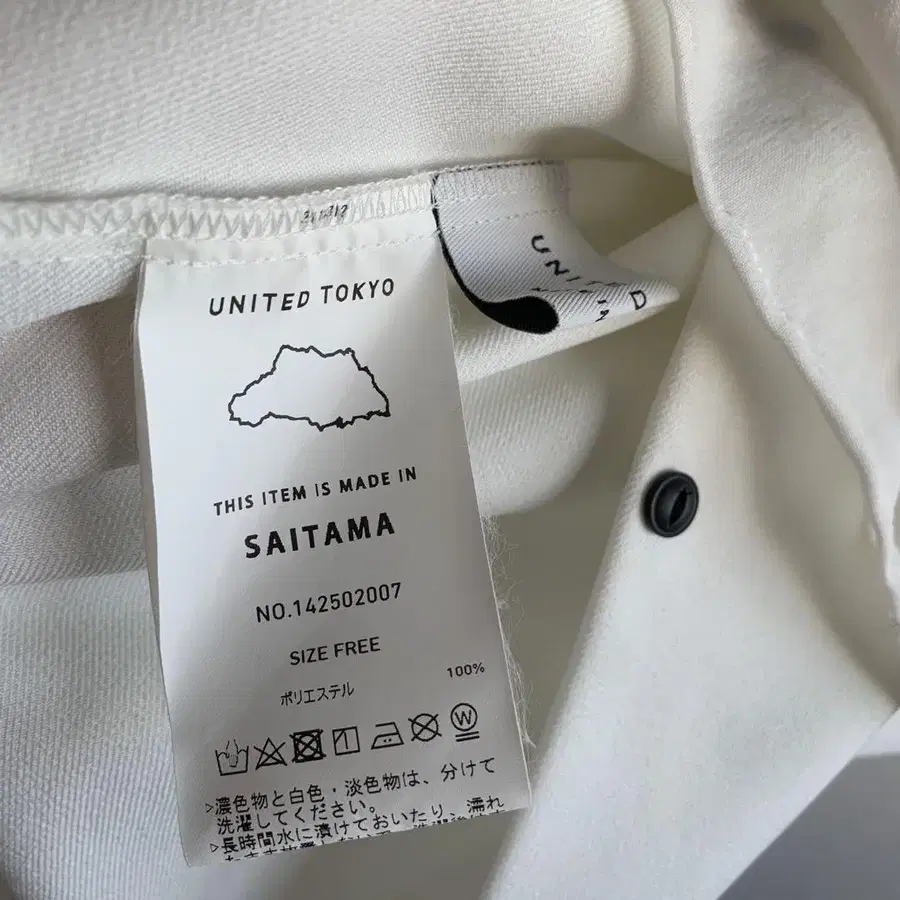 UNITED TOKYO
THIS ITEM IS MADE IN
SAITAMA
NO.142502007
SIZE FREE
ポリエステル 100%
W
▷濃色物と白色・淡色物は、分けて
洗濯してください。
▷長時間水に漬けておいたり、濡れ